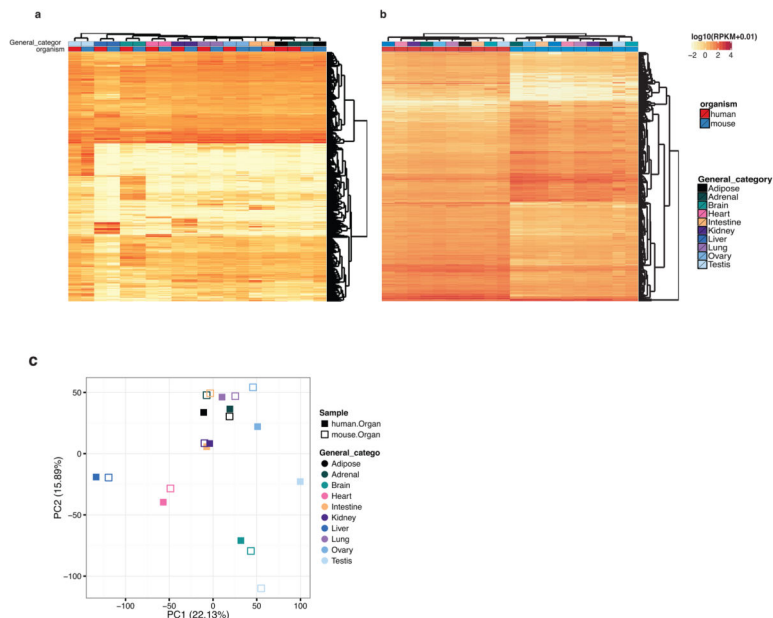 a
b
General_categor
organism
log10(RPKM+0.01)
−2 0 2 4
organism
human
mouse
General_category
Adipose
Adrenal
Brain
Heart
Intestine
Kidney
Liver
Lung
Ovary
Testis
c
50
0
−50
−100
PC2 (15.89%)
−100 −50 0 50 100
PC1 (22.13%)
Sample
human.Organ
mouse.Organ
General_catego
Adipose
Adrenal
Brain
Heart
Intestine
Kidney
Liver
Lung
Ovary
Testis